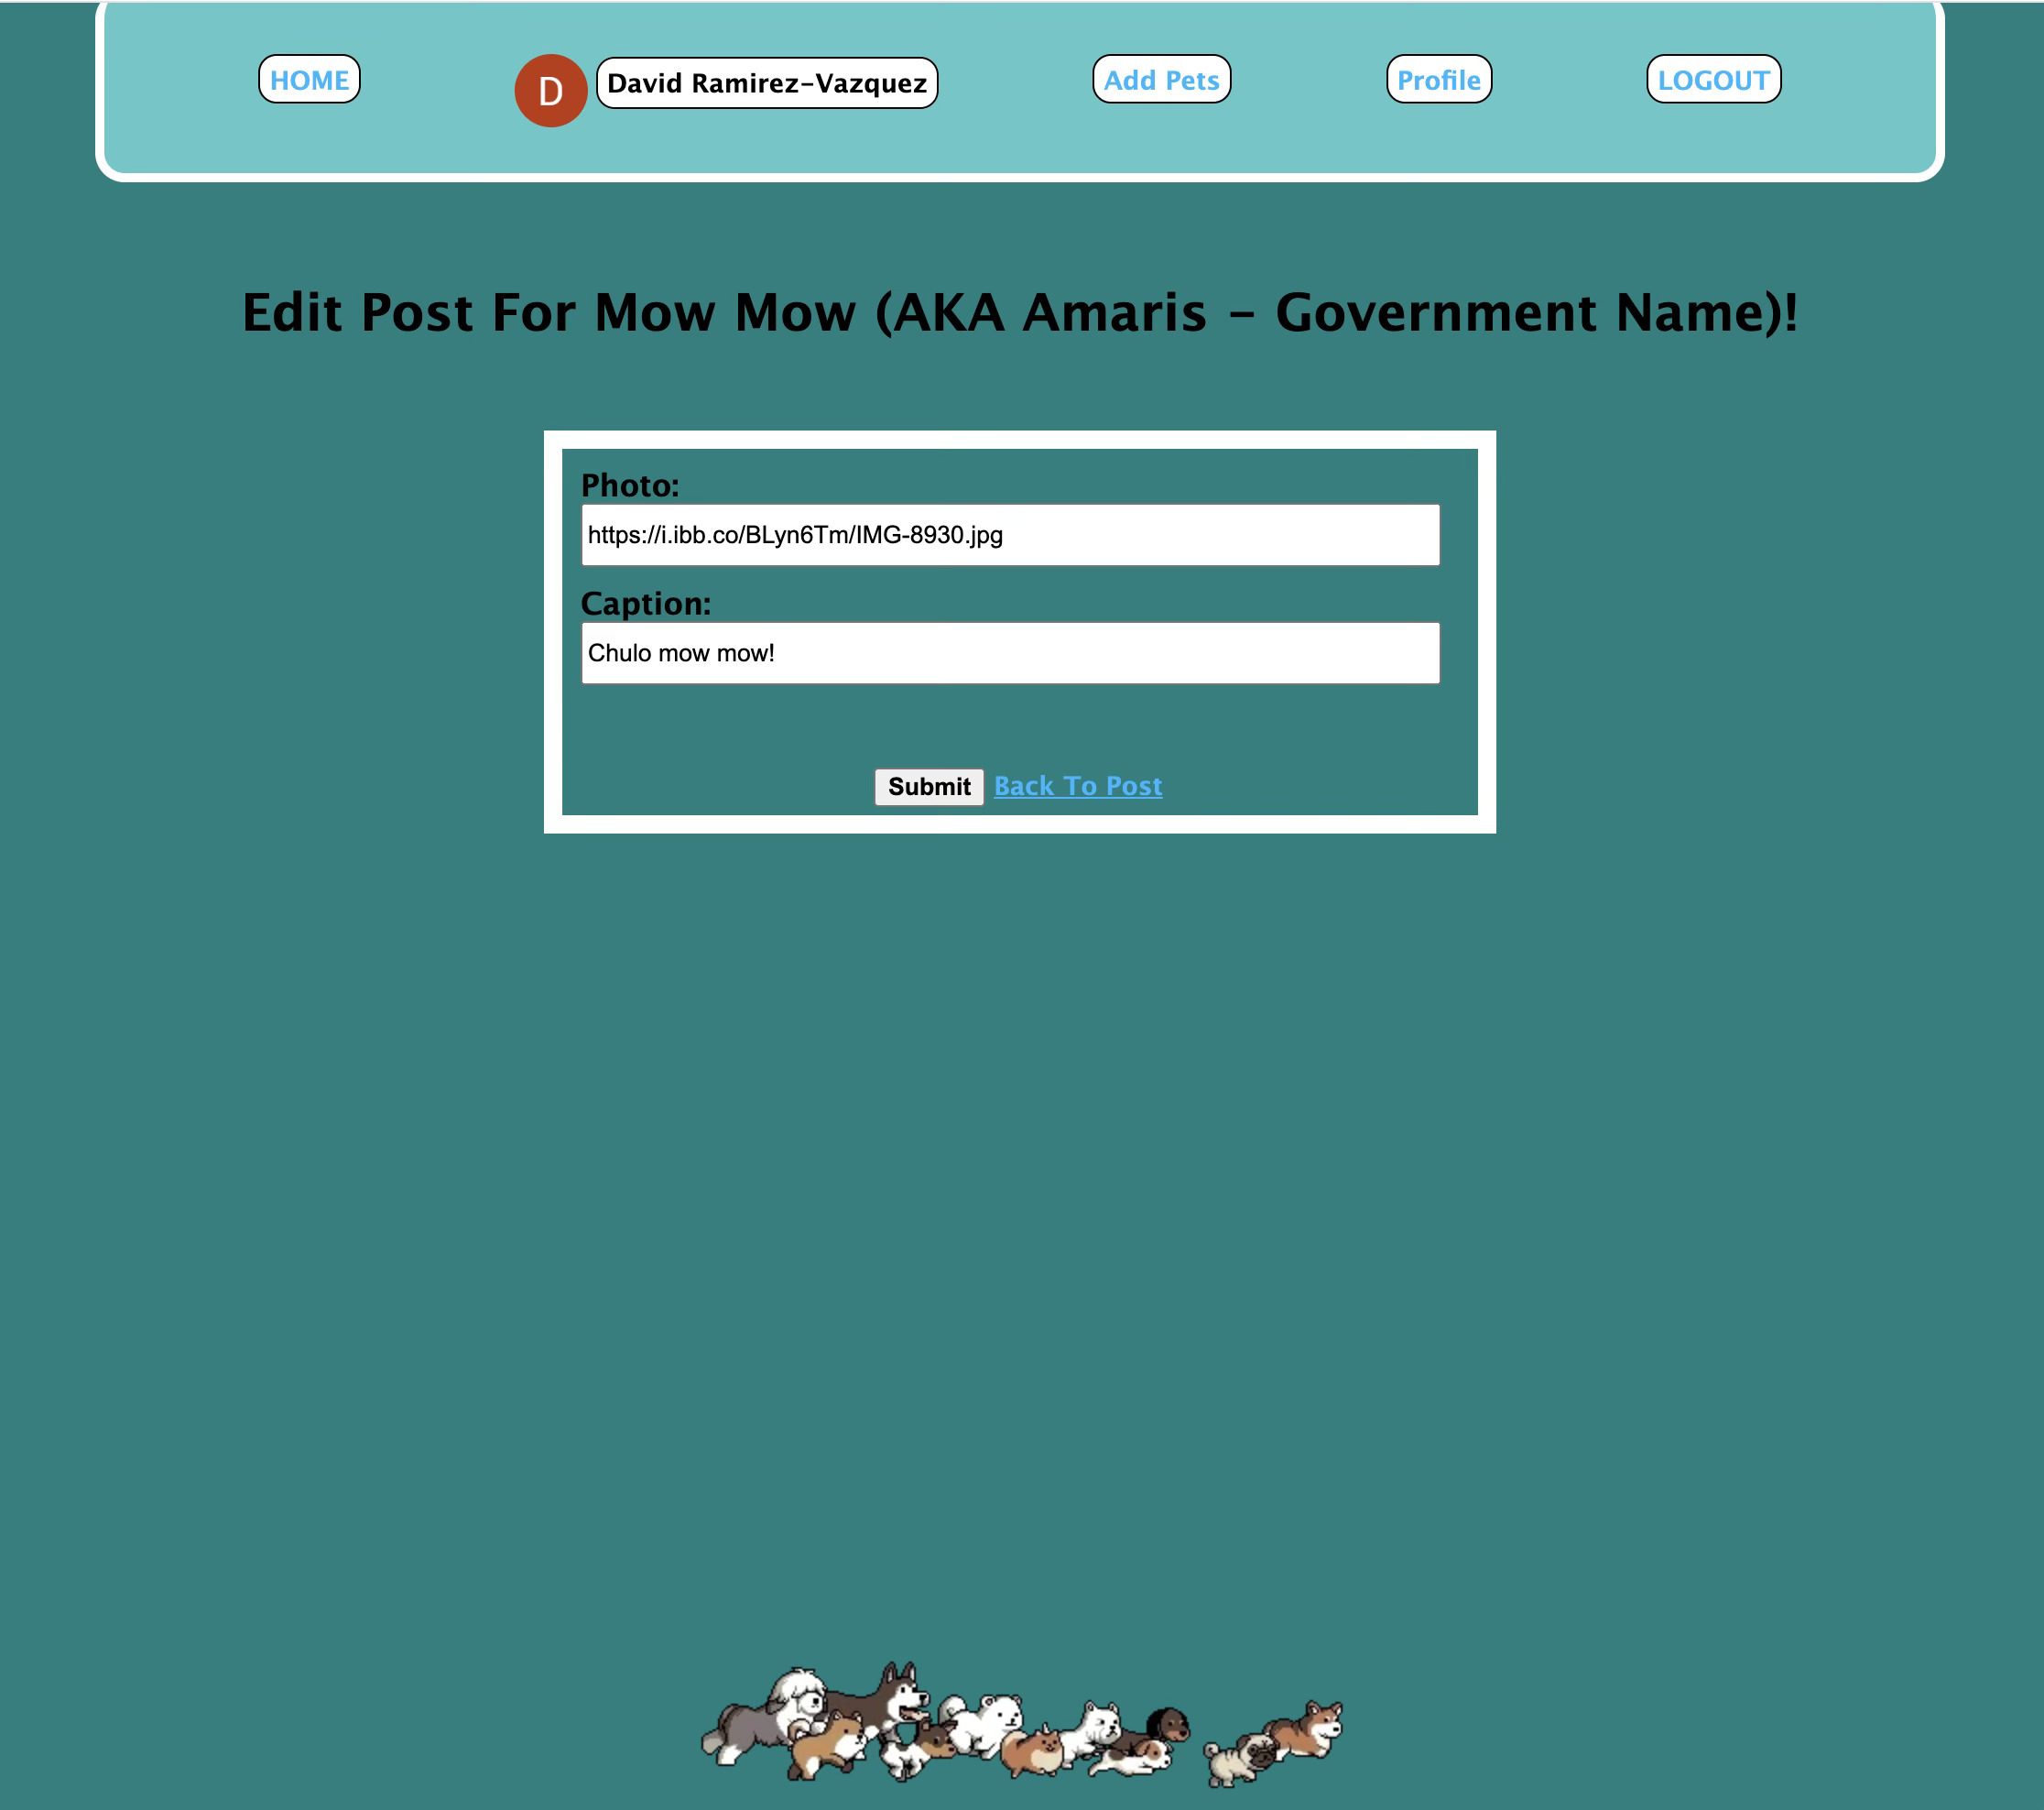 HOME
D
David Ramirez-Vazquez
Add Pets
Profile
LOGOUT
Edit Post For Mow Mow (AKA Amaris - Government Name)!
Photo:
https://i.ibb.co/BLyn6Tm/IMG-8930.jpg
Caption:
Chulo mow mow!
Submit Back To Post